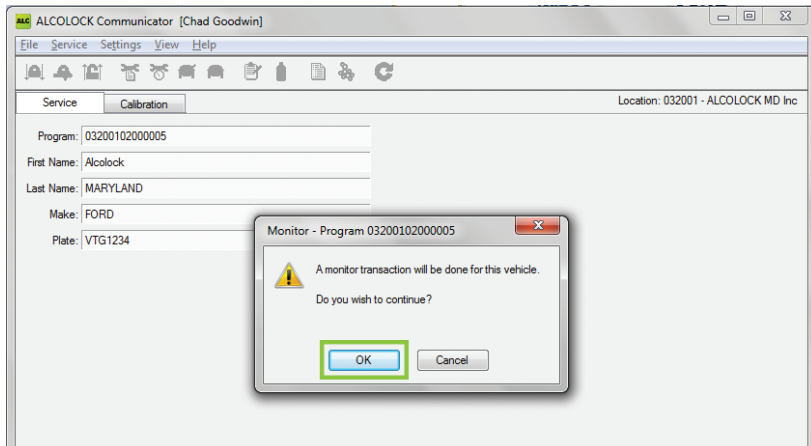 ALC ALCOLOCK Communicator [Chad Goodwin]
File Service Settings View Help
Service Calibration Location: 032001 - ALCOLOCK MD Inc
Program: 03200102000005
First Name: Alcolock
Last Name: MARYLAND
Make: FORD
Plate: VTG1234
Monitor - Program 03200102000005
A monitor transaction will be done for this vehicle.
Do you wish to continue?
OK Cancel